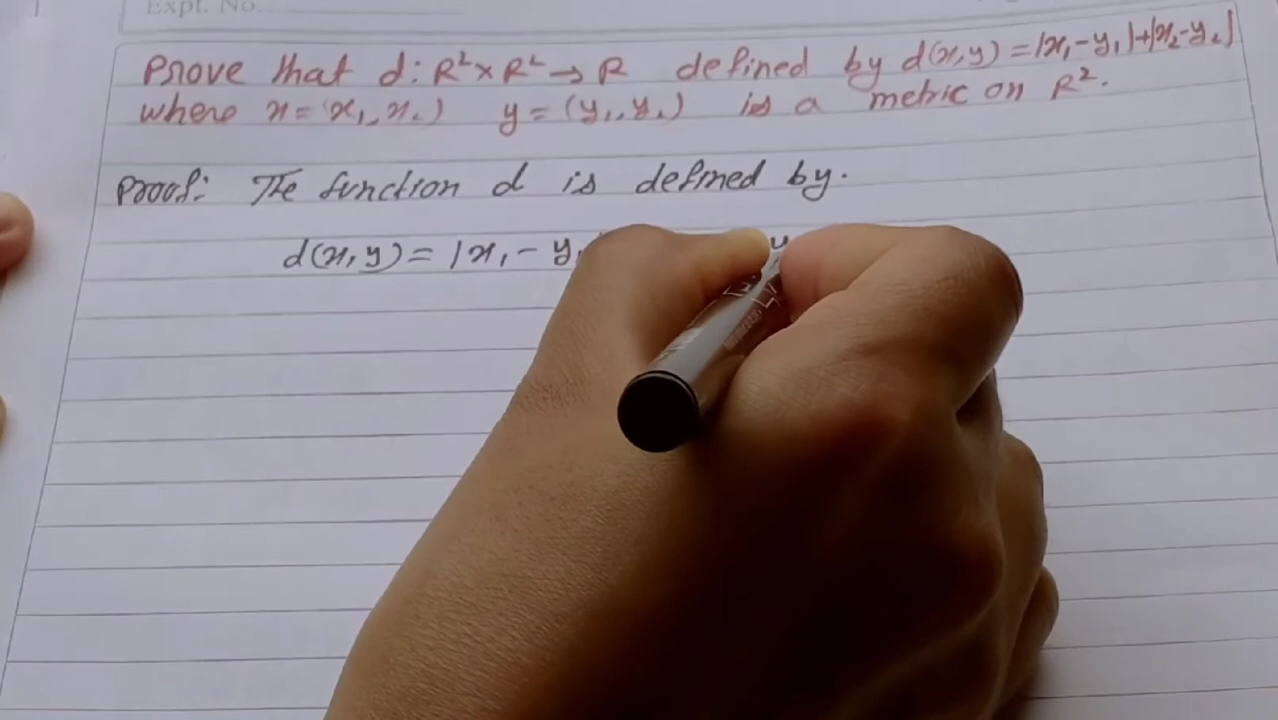 Expt. No.
Prove that d: R² × R² → R defined by d(x,y) = |x₁-y₁|+|x₂-y₂|
where x = (x₁, x₂) y = (y₁, y₂) is a metric on R².
Proof: The function d is defined by.
d(x, y) = |x₁ - y₁